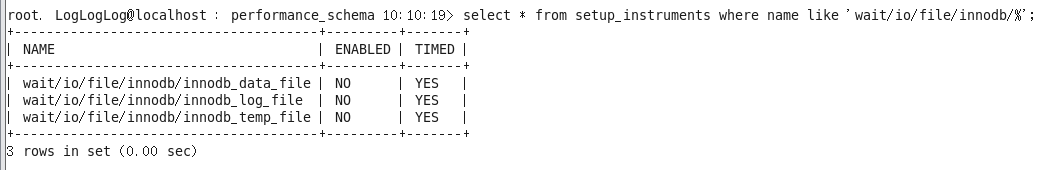 root. LogLogLog@localhost : performance_schema 10:10:19> select * from setup_instruments where name like 'wait/io/file/innodb/%';
+--------------------------------------+---------+-------+
| NAME                                 | ENABLED | TIMED |
+--------------------------------------+---------+-------+
| wait/io/file/innodb/innodb_data_file | NO      | YES   |
| wait/io/file/innodb/innodb_log_file  | NO      | YES   |
| wait/io/file/innodb/innodb_temp_file | NO      | YES   |
+--------------------------------------+---------+-------+
3 rows in set (0.00 sec)